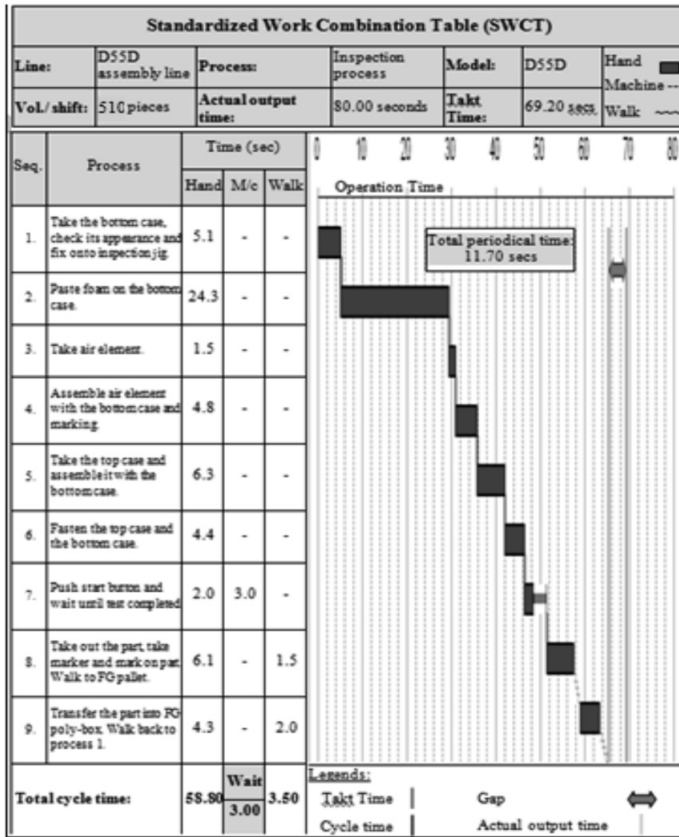 Standardized Work Combination Table (SWCT)
Line: D55D assembly line Process: Inspection process Model: D55D Hand
Machine --
Vol./ shift: 510 pieces Actual output time: 80.00 seconds Takt Time: 69.20 secs Walk ~~~
Seq. Process Time (sec) 0 10 20 30 40 50 60 70 80
Hand M/c Walk Operation Time
Total periodical time:
11.70 secs
1. Take the bottom case,
check its appearance and
fix onto inspection jig.
5.1 - -
2. Paste foam on the bottom
case.
24.3 - -
3. Take air element.
1.5 - -
4. Assemble air element
with the bottom case and
marking.
4.8 - -
5. Take the top case and
assemble it with the
bottom case.
6.3 - -
6. Fasten the top case and
the bottom case.
4.4 - -
7. Push start button and
wait until test completed
2.0 3.0 -
8. Take out the part, take
marker and mark on part.
Walk to FG pallet.
6.1 - 1.5
9. Transfer the part into FG
poly-box. Walk back to
process 1.
4.3 - 2.0
Total cycle time: 58.80 Wait 3.00 3.50
Legends:
Takt Time Gap
Cycle time Actual output time